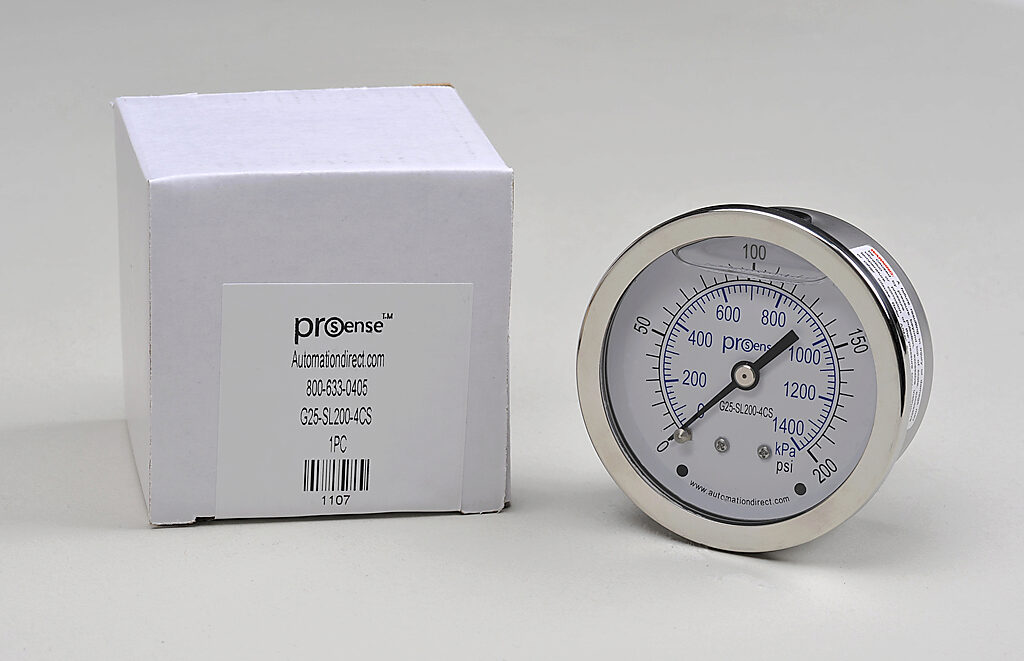 prosense™
Automationdirect.com
800-633-0405
G25-SL200-4CS
1PC
1107
100
50
150
0
200
600
800
400
1000
200
1200
0
1400
prosense
G25-SL200-4CS
kPa
psi
www.automationdirect.com